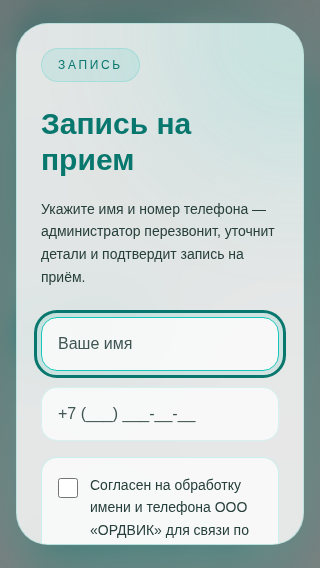 ЗАПИСЬ
Запись на
прием
Укажите имя и номер телефона —
администратор перезвонит, уточнит
детали и подтвердит запись на
приём.
Ваше имя
+7 (___) ___-__-__
Согласен на обработку
имени и телефона ООО
«ОРДВИК» для связи по